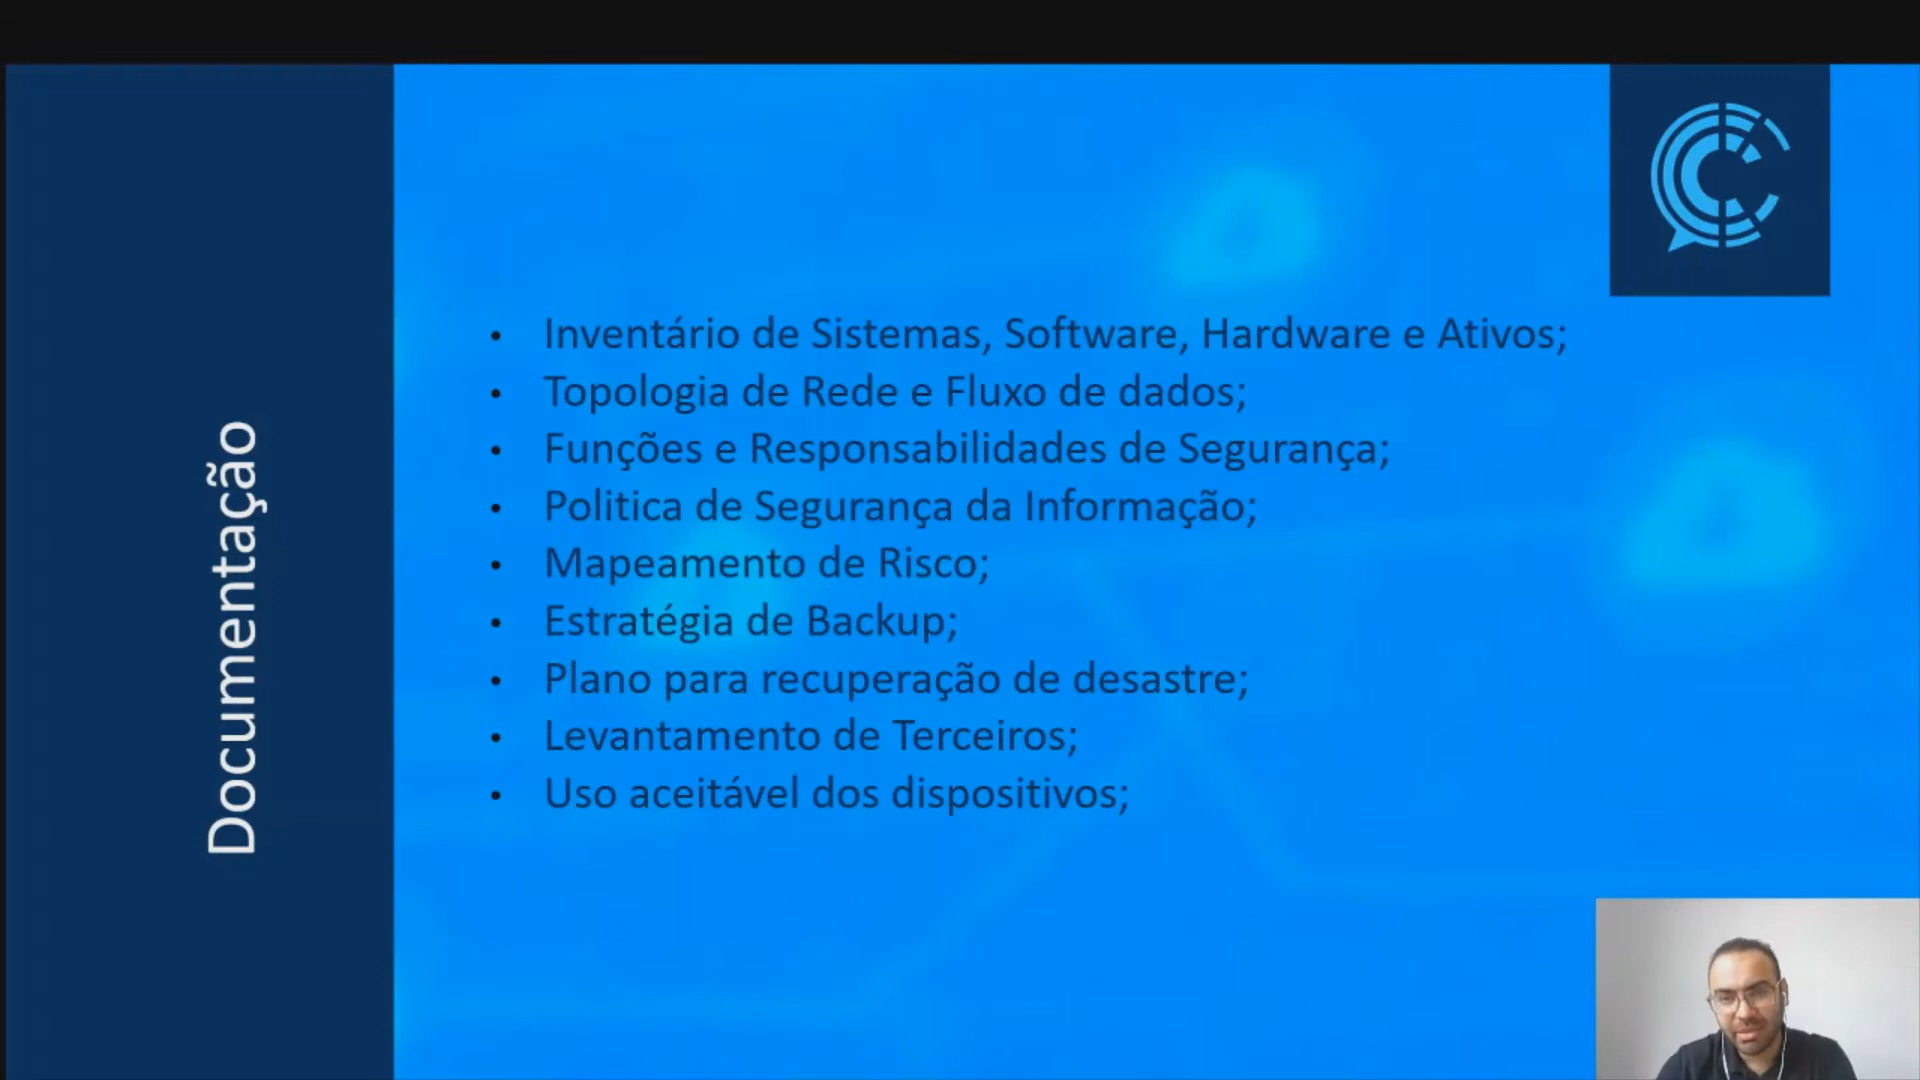 Documentação
• Inventário de Sistemas, Software, Hardware e Ativos;
• Topologia de Rede e Fluxo de dados;
• Funções e Responsabilidades de Segurança;
• Politica de Segurança da Informação;
• Mapeamento de Risco;
• Estratégia de Backup;
• Plano para recuperação de desastre;
• Levantamento de Terceiros;
• Uso aceitável dos dispositivos;